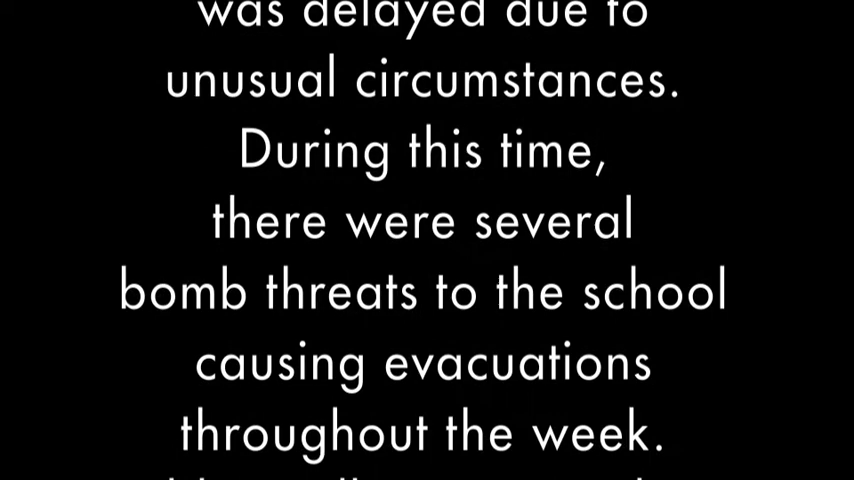 was delayed due to
unusual circumstances.
During this time,
there were several
bomb threats to the school
causing evacuations
throughout the week.